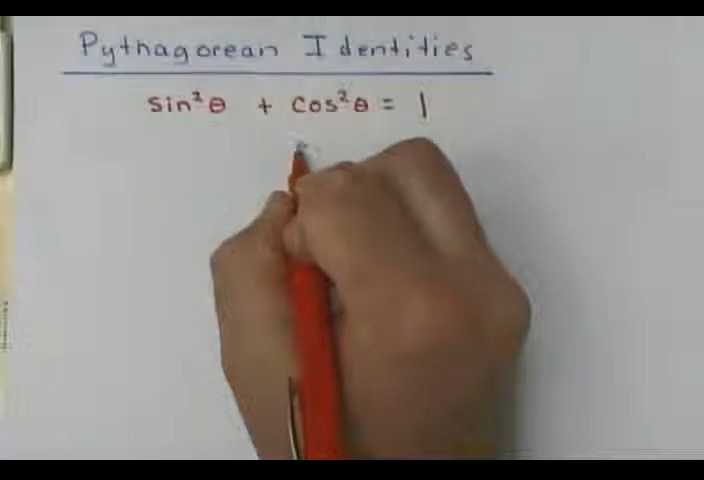 Pythagorean Identities
sin²θ + cos²θ = 1